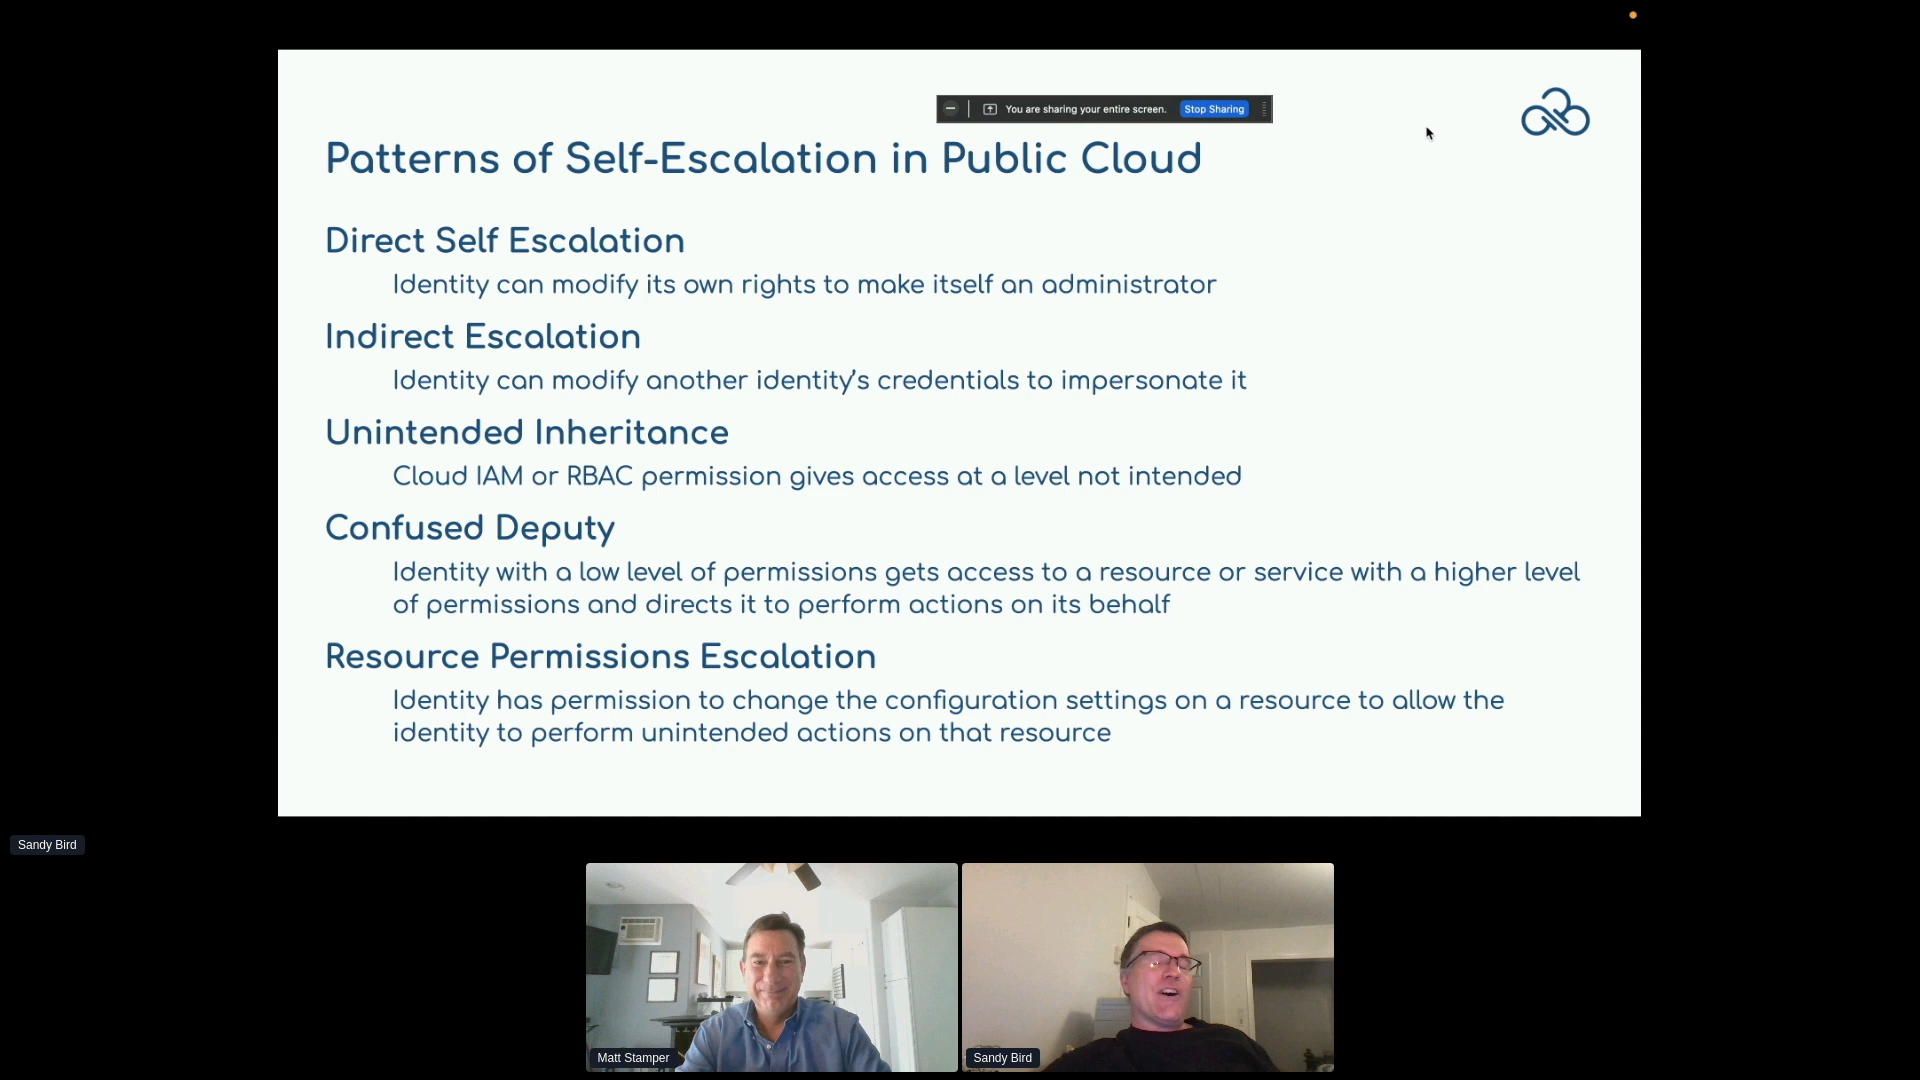 You are sharing your entire screen. Stop Sharing
Patterns of Self-Escalation in Public Cloud
Direct Self Escalation
Identity can modify its own rights to make itself an administrator
Indirect Escalation
Identity can modify another identity’s credentials to impersonate it
Unintended Inheritance
Cloud IAM or RBAC permission gives access at a level not intended
Confused Deputy
Identity with a low level of permissions gets access to a resource or service with a higher level
of permissions and directs it to perform actions on its behalf
Resource Permissions Escalation
Identity has permission to change the configuration settings on a resource to allow the
identity to perform unintended actions on that resource
Sandy Bird
Matt Stamper
Sandy Bird